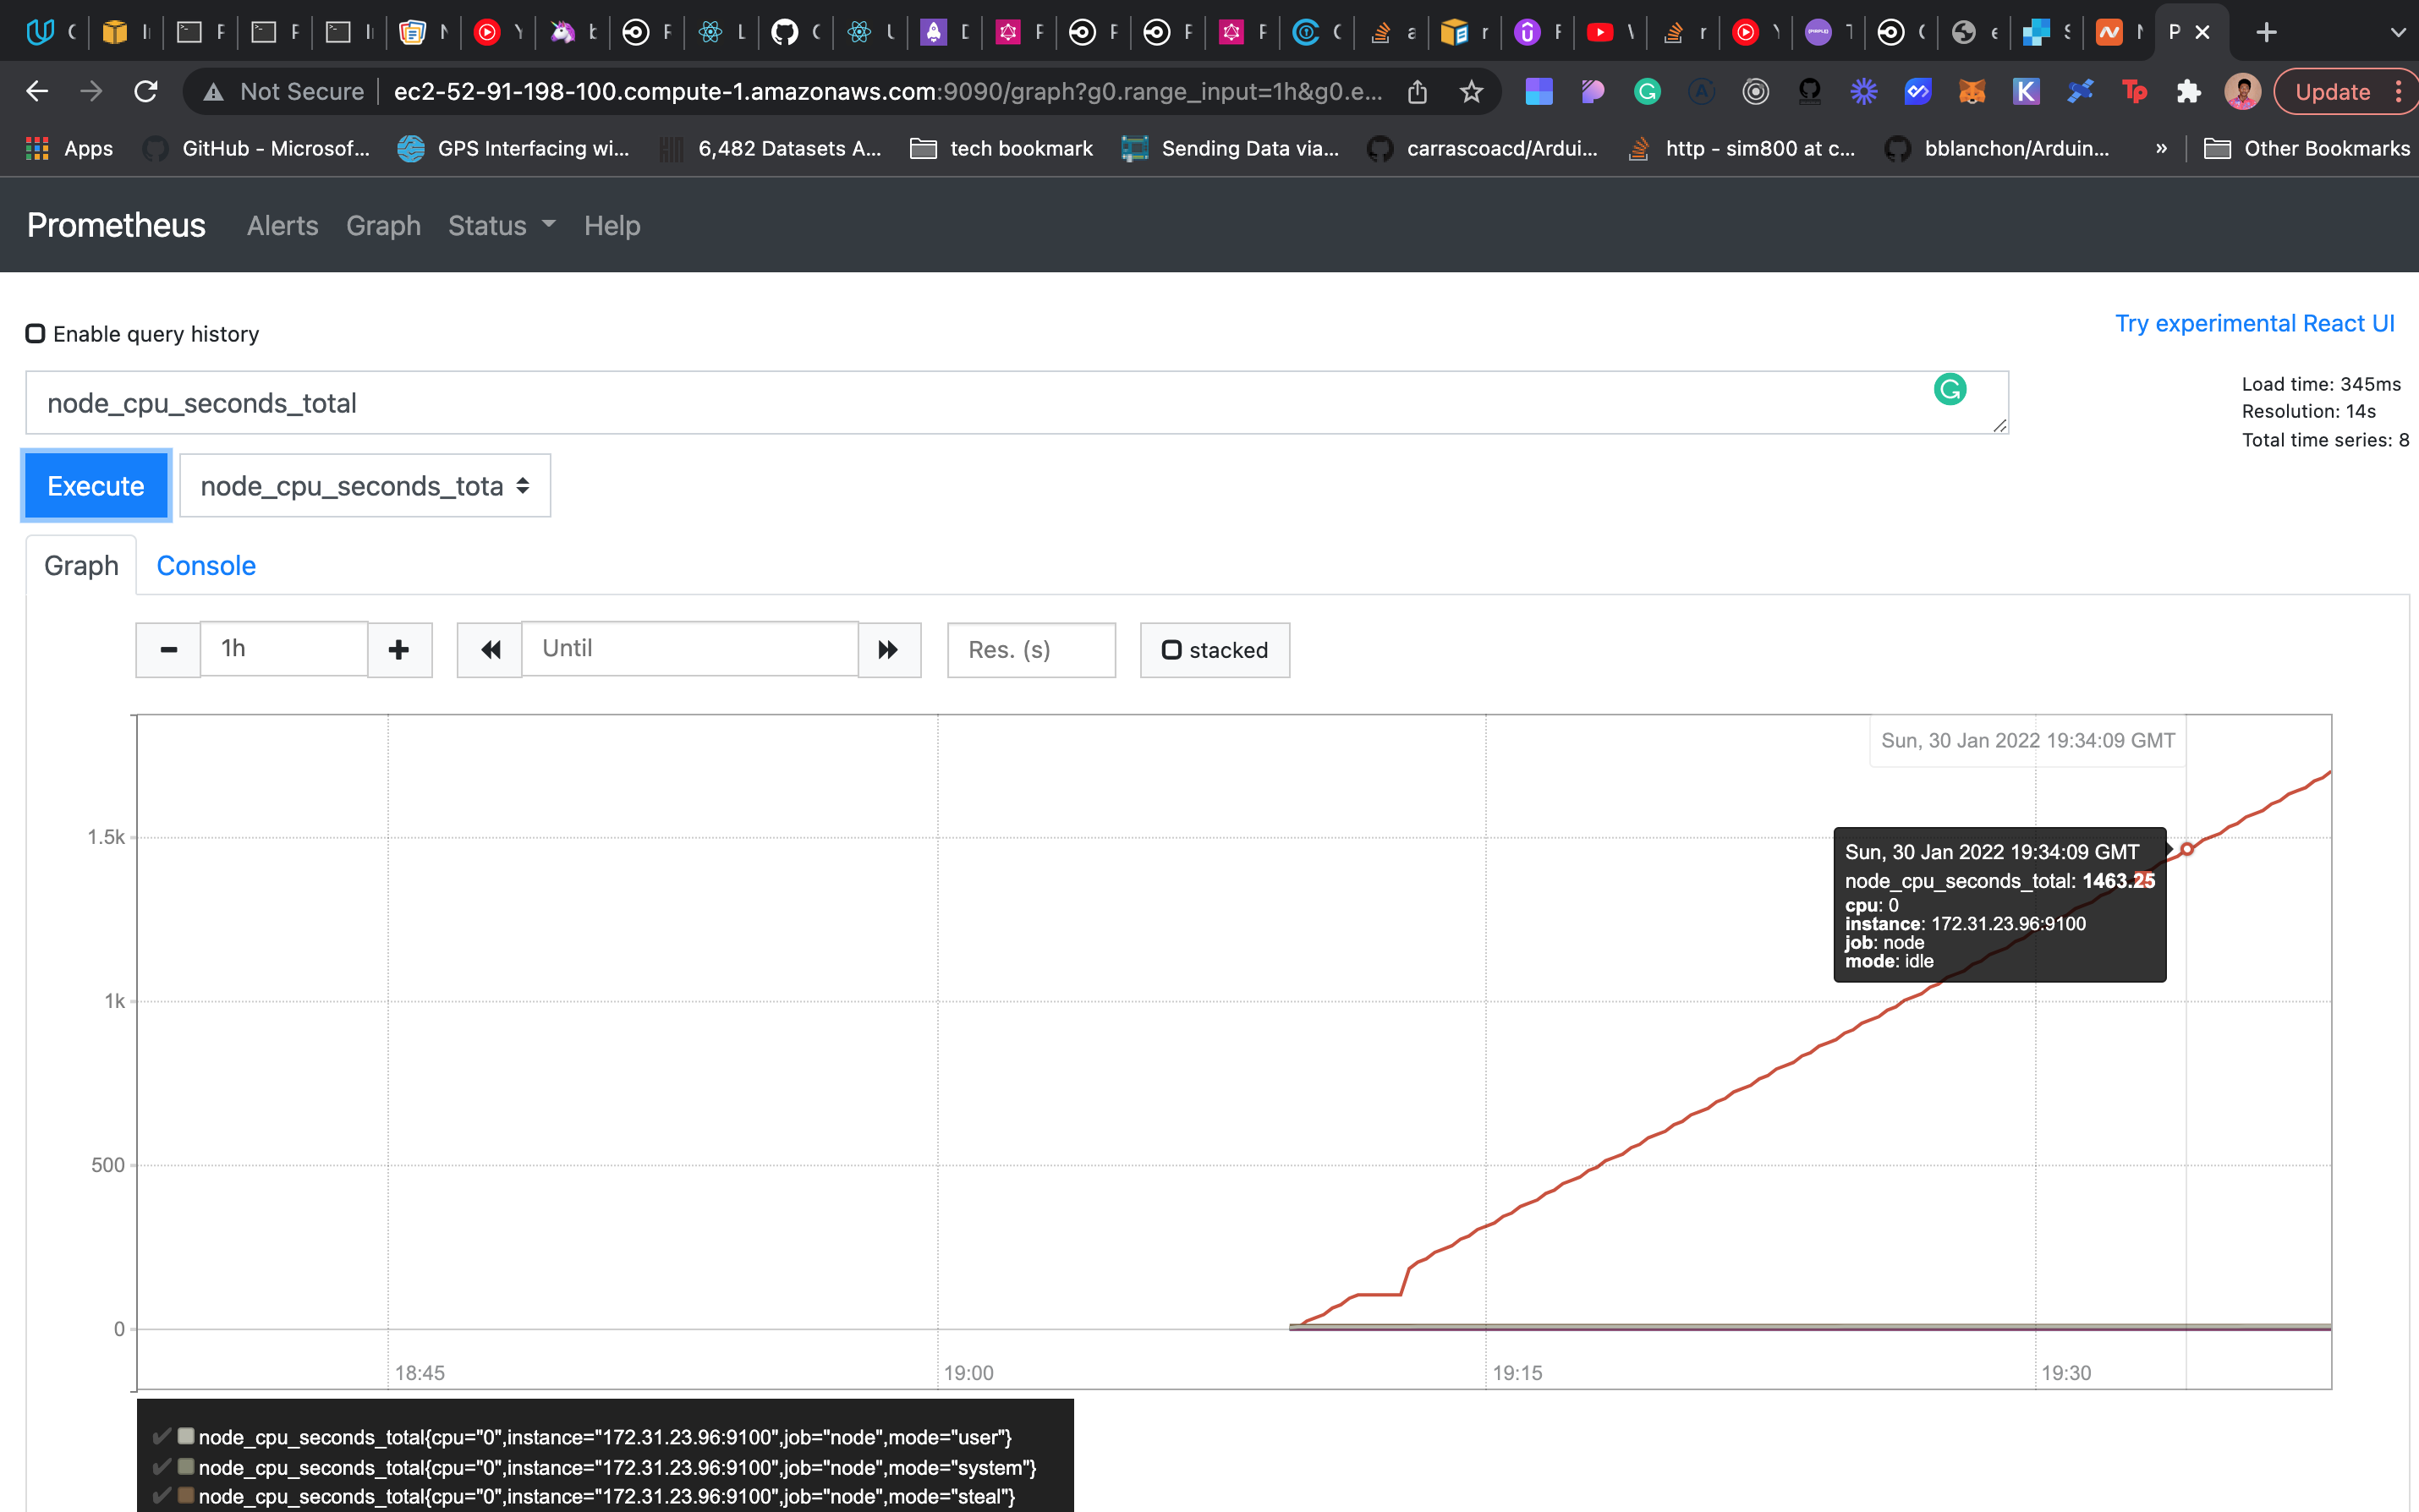 Not Secure ec2-52-91-198-100.compute-1.amazonaws.com:9090/graph?g0.range_input=1h&g0.e... Update
Apps GitHub - Microsof... GPS Interfacing wi... 6,482 Datasets A... tech bookmark Sending Data via... carrascoacd/Ardui... http - sim800 at c... bblanchon/Arduin... » Other Bookmarks
Prometheus Alerts Graph Status Help
Enable query history
Try experimental React UI
node_cpu_seconds_total
Load time: 345ms
Resolution: 14s
Total time series: 8
Execute node_cpu_seconds_tota
Graph Console
1h Until Res. (s) stacked
Sun, 30 Jan 2022 19:34:09 GMT
1.5k
Sun, 30 Jan 2022 19:34:09 GMT
node_cpu_seconds_total: 1463.25
cpu: 0
instance: 172.31.23.96:9100
job: node
mode: idle
1k
500
0
18:45 19:00 19:15 19:30
node_cpu_seconds_total{cpu="0",instance="172.31.23.96:9100",job="node",mode="user"}
node_cpu_seconds_total{cpu="0",instance="172.31.23.96:9100",job="node",mode="system"}
node_cpu_seconds_total{cpu="0",instance="172.31.23.96:9100",job="node",mode="steal"}